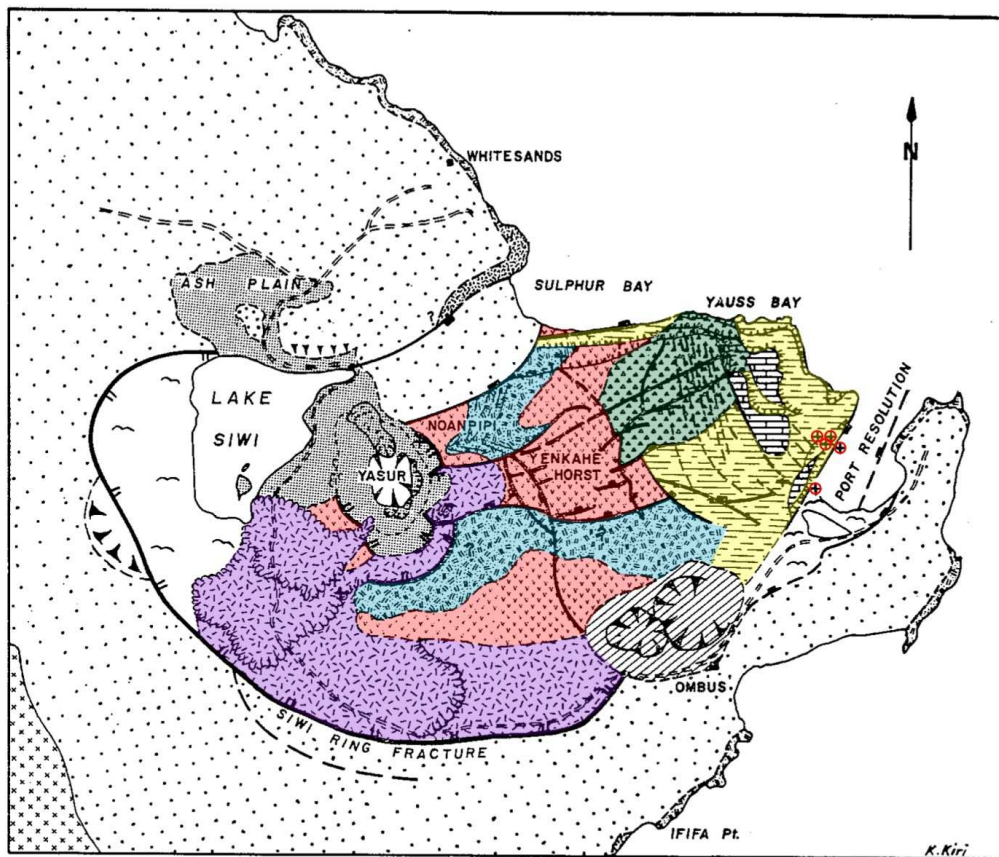 WHITESANDS
N
ASH PLAIN
SULPHUR BAY
YAUSS BAY
?
LAKE
SIWI
NOANPIPI
YASUR
YENKAHE
HORST
PORT RESOLUTION
?
?
OMBUS
SIWI RING FRACTURE
IFIFA Pt.
K.Kiri